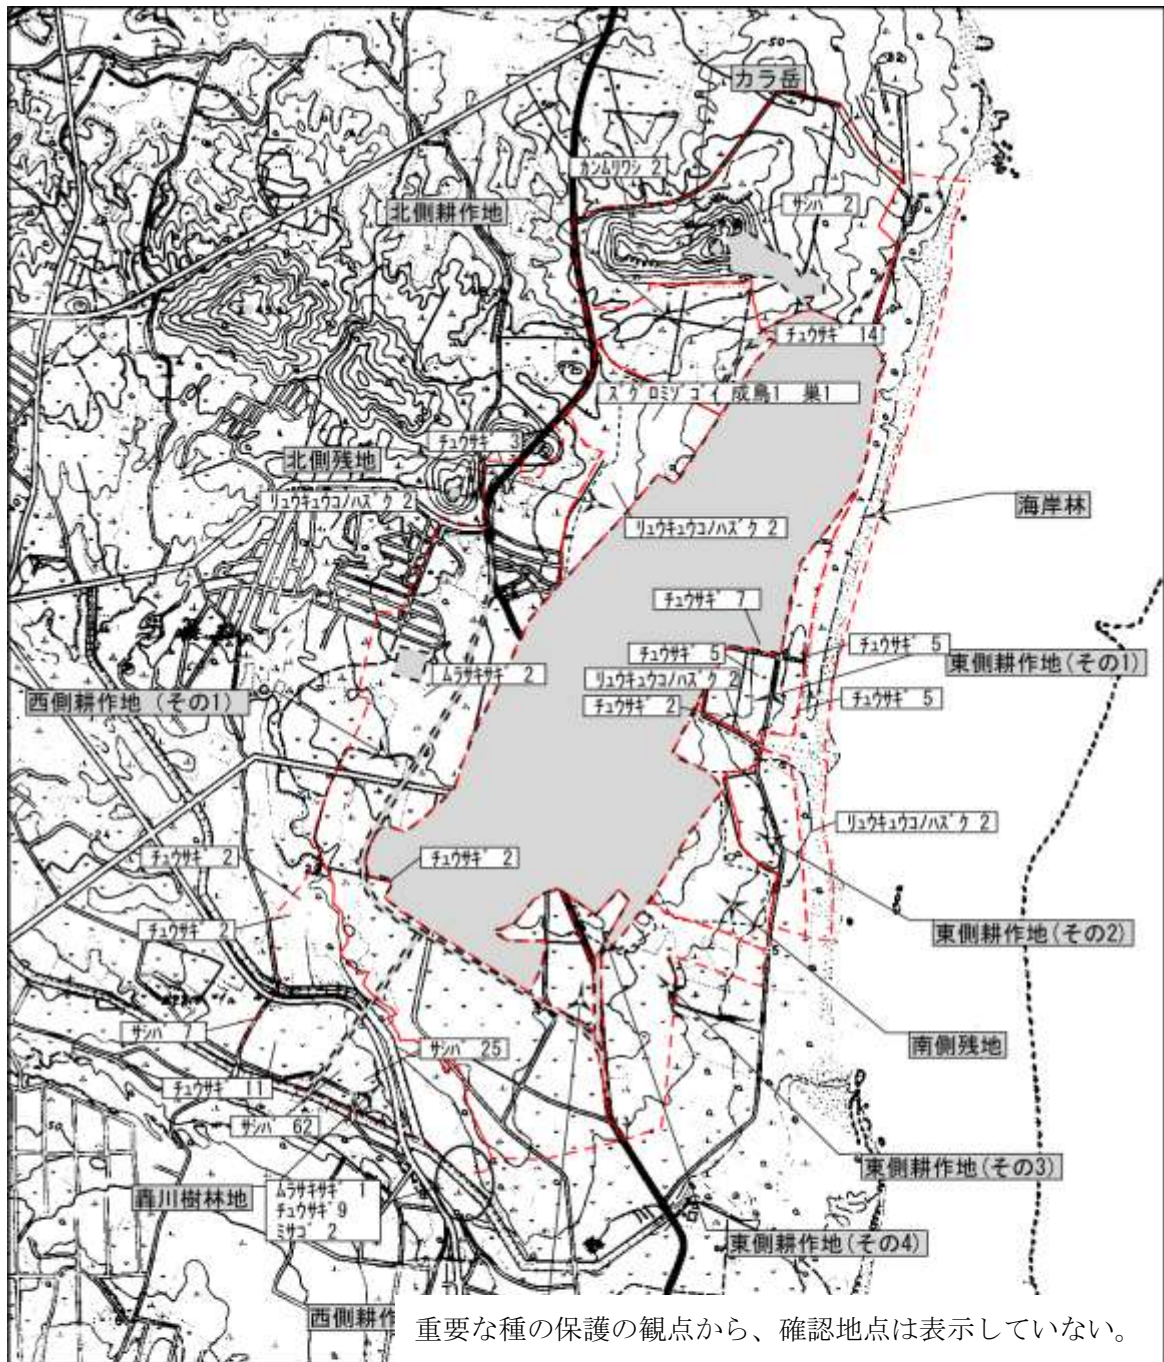 カラ岳
カンムリワシ 2
サシバ 2
北側耕作地
チュウサギ 14
ズグロミゾゴイ 成鳥1 巣1
チュウサギ 3
北側残地
リュウキュウコノハズク 2
リュウキュウコノハズク 2
海岸林
チュウサギ 7
チュウサギ 5
チュウサギ 5
東側耕作地(その1)
ムラサキサギ 2
リュウキュウコノハズク 2
西側耕作地 (その1)
チュウサギ 2
チュウサギ 5
リュウキュウコノハズク 2
チュウサギ 2
チュウサギ 2
チュウサギ 2
東側耕作地(その2)
サシバ 7
サシバ 25
南側残地
チュウサギ 11
サシバ 62
東側耕作地(その3)
轟川樹林地
ムラサキサギ 1
チュウサギ 9
ミサゴ 2
東側耕作地(その4)
西側耕作
重要な種の保護の観点から、確認地点は表示していない。